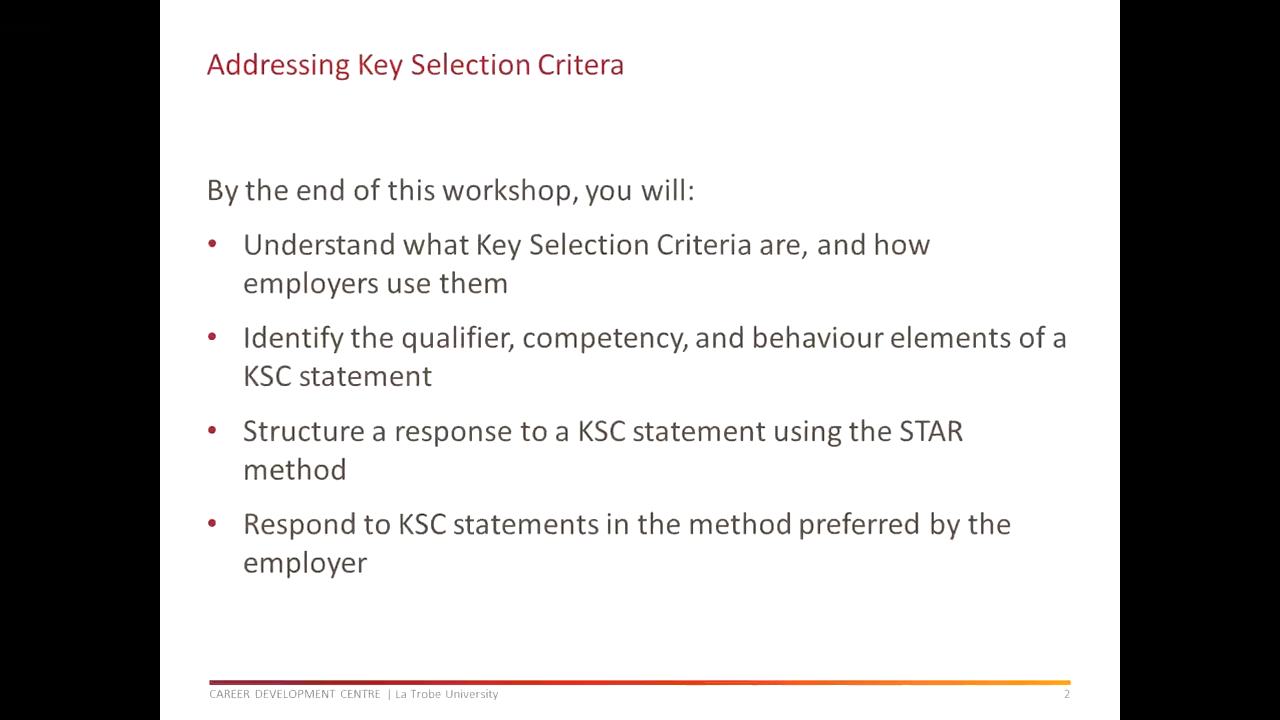 Addressing Key Selection Critera
By the end of this workshop, you will:
• Understand what Key Selection Criteria are, and how
employers use them
• Identify the qualifier, competency, and behaviour elements of a
KSC statement
• Structure a response to a KSC statement using the STAR
method
• Respond to KSC statements in the method preferred by the
employer
CAREER DEVELOPMENT CENTRE | La Trobe University 2